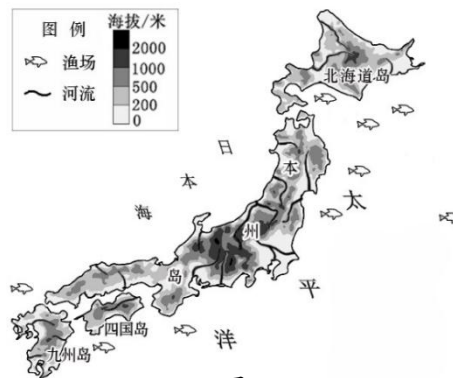 图 例
渔场
河流
海拔/米
2000
1000
500
200
0
北海道岛
日
本
海
本
州
岛
太
平
洋
四国岛
九州岛